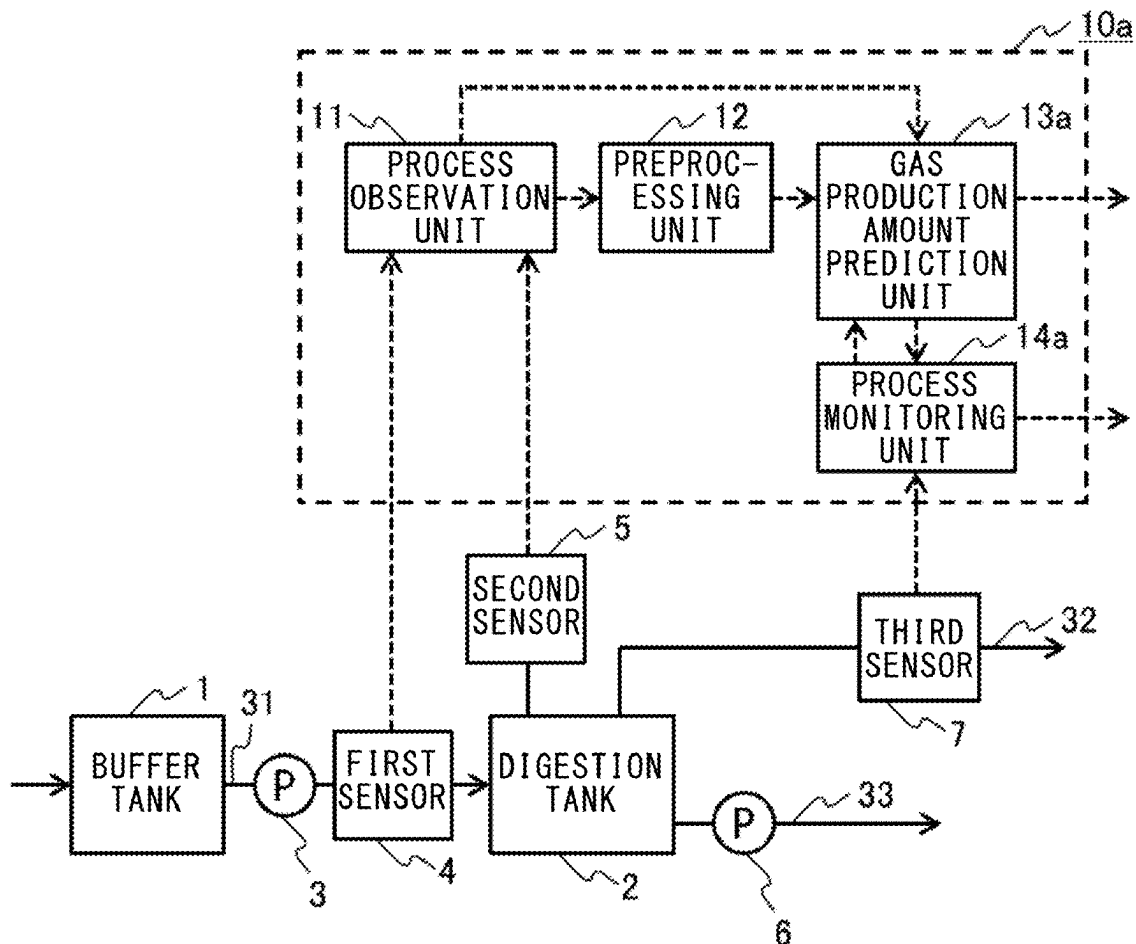 10a
11
12
13a
PROCESS
OBSERVATION
UNIT
PREPROC-
ESSING
UNIT
GAS
PRODUCTION
AMOUNT
PREDICTION
UNIT
14a
PROCESS
MONITORING
UNIT
5
SECOND
SENSOR
THIRD
SENSOR
32
7
1
31
BUFFER
TANK
P
FIRST
SENSOR
DIGESTION
TANK
33
P
3
4
2
6